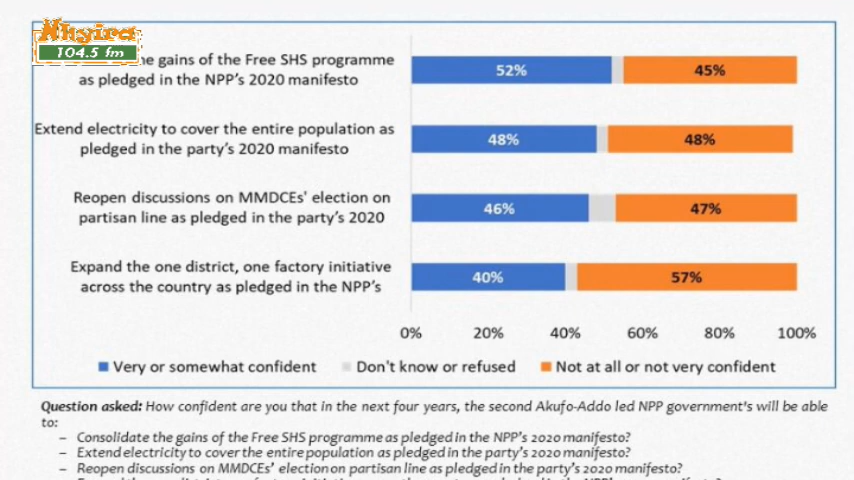 Nhyira
104.5 fm
the gains of the Free SHS programme
as pledged in the NPP's 2020 manifesto
52% 45%
Extend electricity to cover the entire population as
pledged in the party's 2020 manifesto
48% 48%
Reopen discussions on MMDCEs' election on
partisan line as pledged in the party's 2020
46% 47%
Expand the one district, one factory initiative
across the country as pledged in the NPP's
40% 57%
0% 20% 40% 60% 80% 100%
Very or somewhat confident Don't know or refused Not at all or not very confident
Question asked: How confident are you that in the next four years, the second Akufo-Addo led NPP government's will be able
to:
– Consolidate the gains of the Free SHS programme as pledged in the NPP's 2020 manifesto?
– Extend electricity to cover the entire population as pledged in the party's 2020 manifesto?
– Reopen discussions on MMDCEs' election on partisan line as pledged in the party's 2020 manifesto?